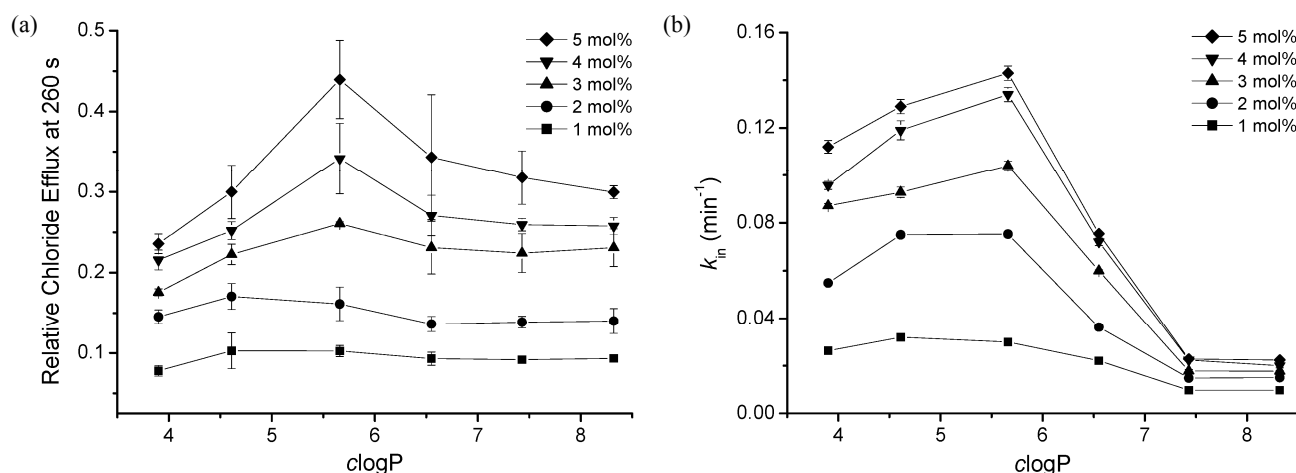 (a)
Relative Chloride Efflux at 260 s
0.5
0.4
0.3
0.2
0.1
5 mol%
4 mol%
3 mol%
2 mol%
1 mol%
4 5 6 7 8
clogP
(b)
kin (min-1)
0.16
0.12
0.08
0.04
0.00
5 mol%
4 mol%
3 mol%
2 mol%
1 mol%
4 5 6 7 8
clogP